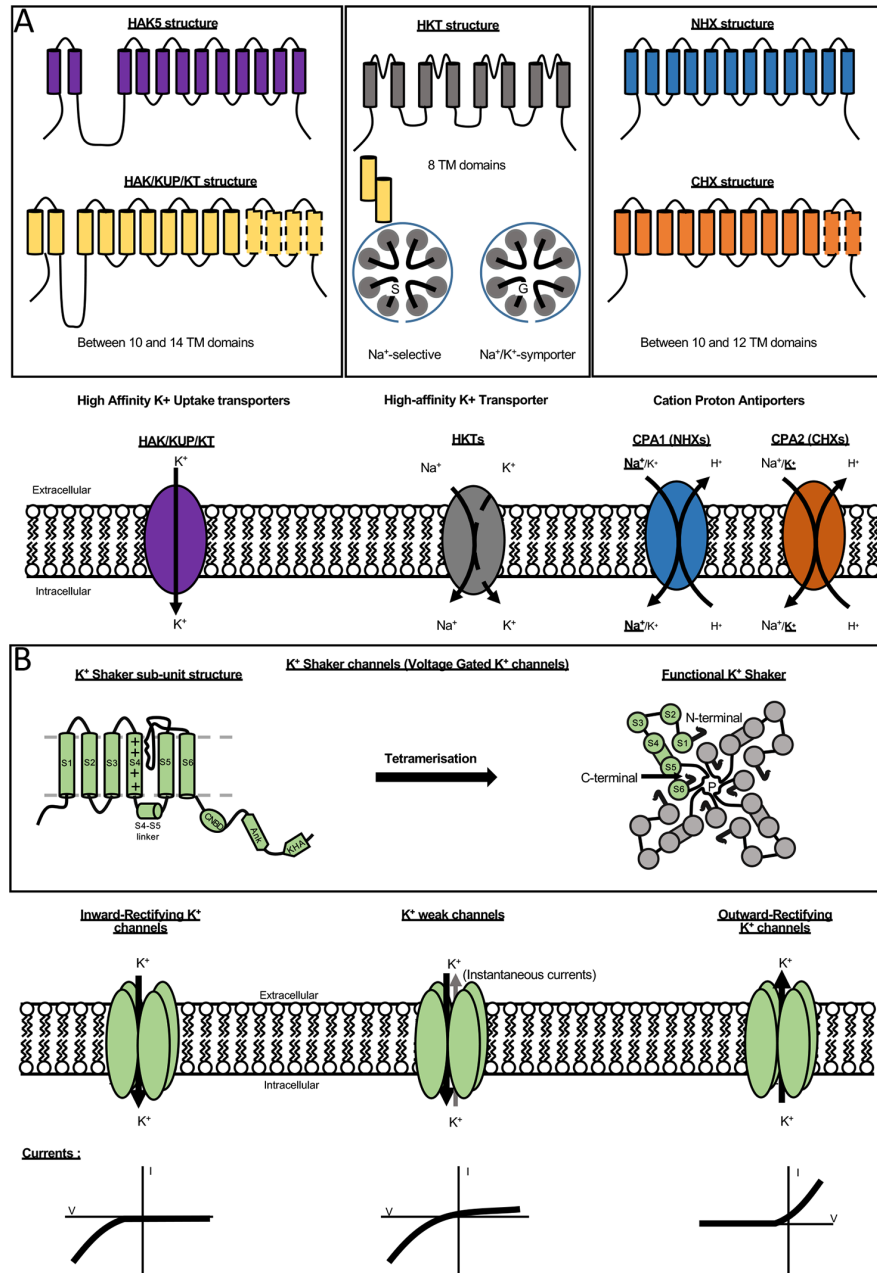 A
HAK5 structure
HAK/KUP/KT structure
Between 10 and 14 TM domains
HKT structure
8 TM domains
S
G
Na⁺-selective
Na⁺/K⁺-symporter
NHX structure
CHX structure
Between 10 and 12 TM domains
High Affinity K+ Uptake transporters
High-affinity K+ Transporter
Cation Proton Antiporters
HAK/KUP/KT
HKTs
CPA1 (NHXs)
CPA2 (CHXs)
K⁺
Na⁺
K⁺
Na⁺/K⁺
H⁺
Na⁺/K⁺
H⁺
Extracellular
Intracellular
K⁺
Na⁺
K⁺
Na⁺/K⁺
H⁺
Na⁺/K⁺
H⁺
B
K⁺ Shaker channels (Voltage Gated K⁺ channels)
K⁺ Shaker sub-unit structure
Functional K⁺ Shaker
S1
S2
S3
S4
+
+
+
+
S5
S6
S4-S5
linker
CNBD
Ank
KHA
Tetramerisation
S3
S2
N-terminal
S4
S1
S5
C-terminal
S6
P
Inward-Rectifying K⁺
channels
K⁺ weak channels
Outward-Rectifying
K⁺ channels
K⁺
K⁺
(Instantaneous currents)
K⁺
Extracellular
Intracellular
K⁺
K⁺
K⁺
Currents :
I
V
I
V
I
V